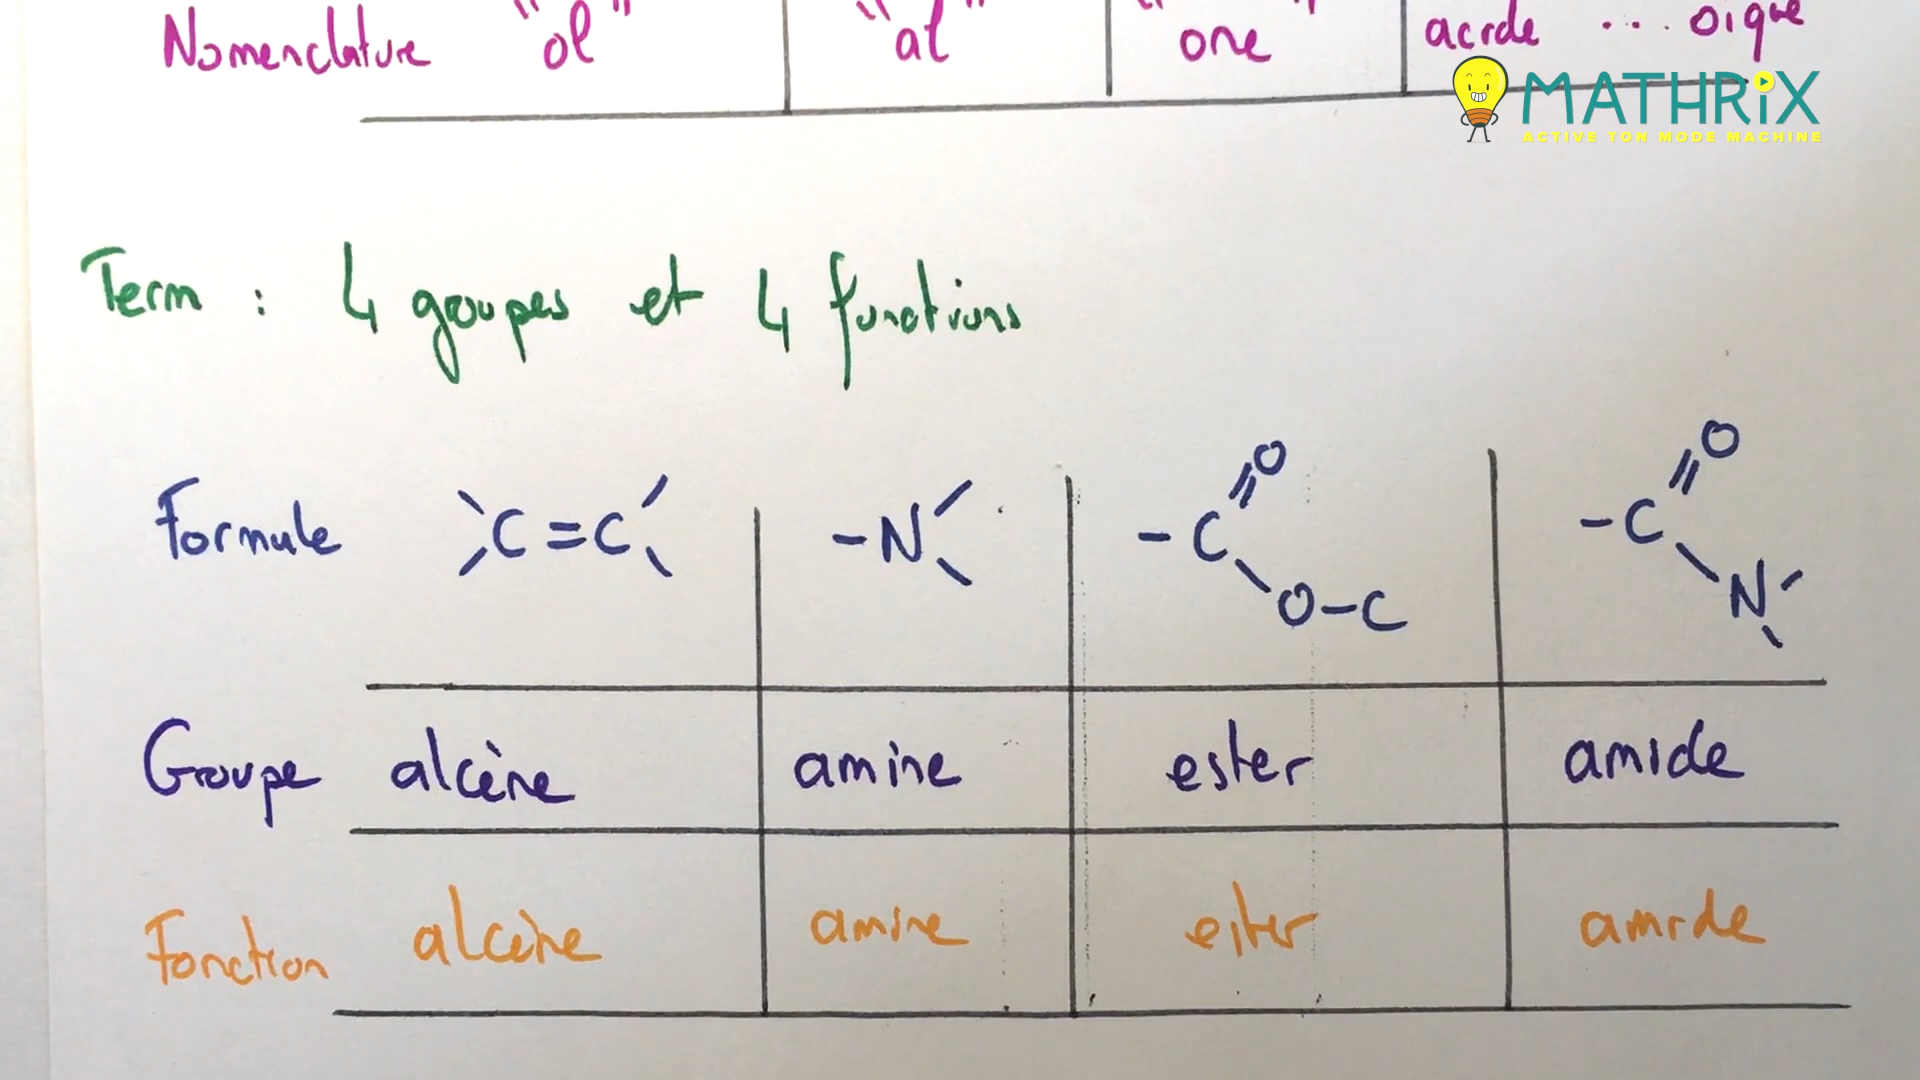 Nomenclature "ol" "al" "one" acide ... oïque
MATHRiX
ACTIVE TON MODE MACHINE
Term : 4 groupes et 4 fonctions
Formule C=C -N -C=O O-C -C=O N
Groupe alcène amine ester amide
Fonction alcène amine ester amide